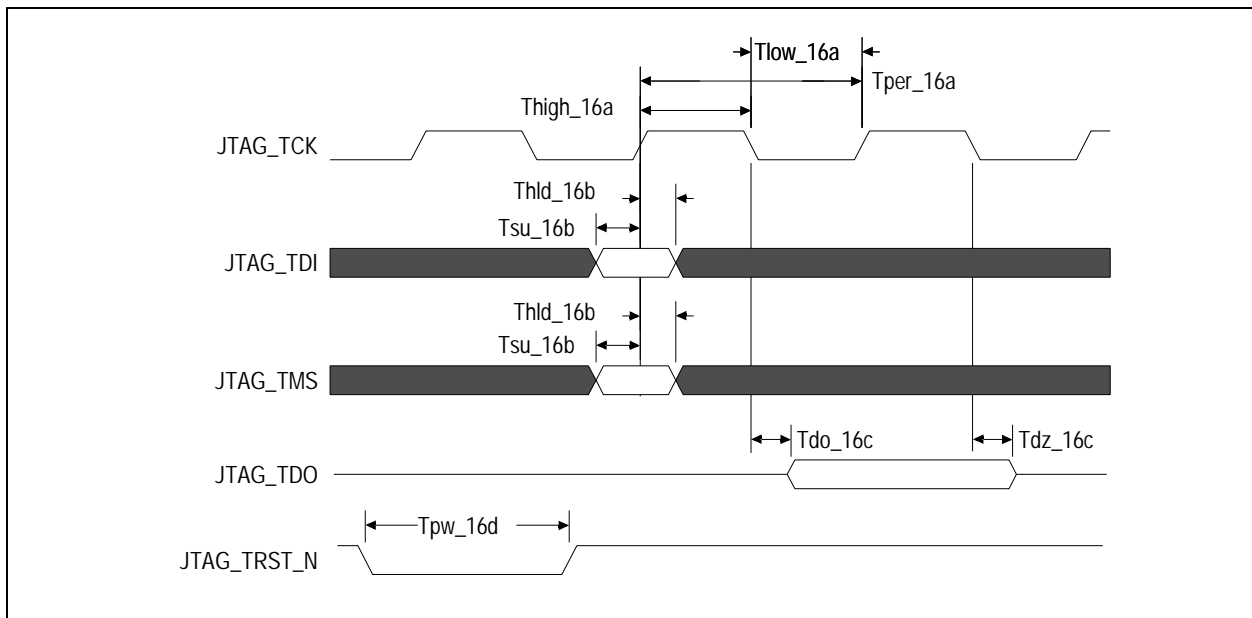 Tlow_16a
Tper_16a
Thigh_16a
JTAG_TCK
Thld_16b
Tsu_16b
JTAG_TDI
Thld_16b
Tsu_16b
JTAG_TMS
Tdo_16c
Tdz_16c
JTAG_TDO
Tpw_16d
JTAG_TRST_N